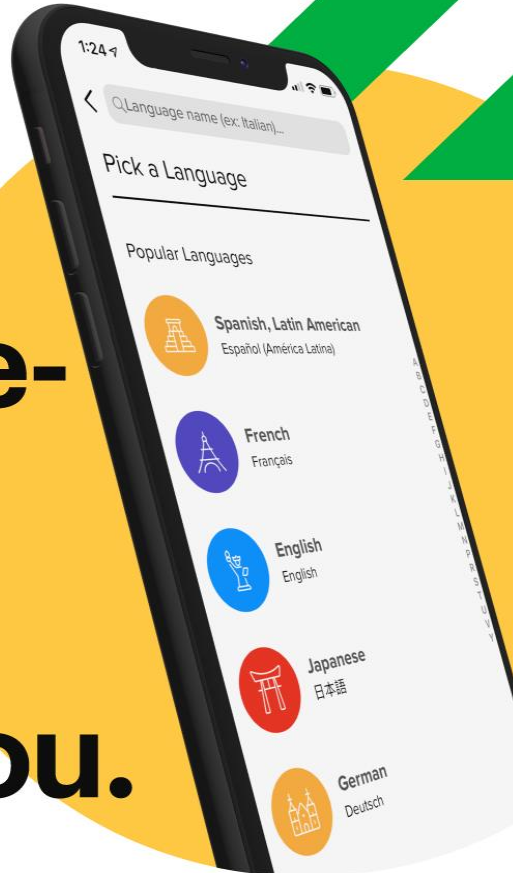 1:24
Language name (ex: Italian)...
Pick a Language
Popular Languages
Spanish, Latin American
Español (América Latina)
French
Français
English
English
Japanese
日本語
German
Deutsch
A
B
C
D
E
F
G
H
I
J
K
L
M
N
P
R
S
T
U
V
Y
e-
ou.